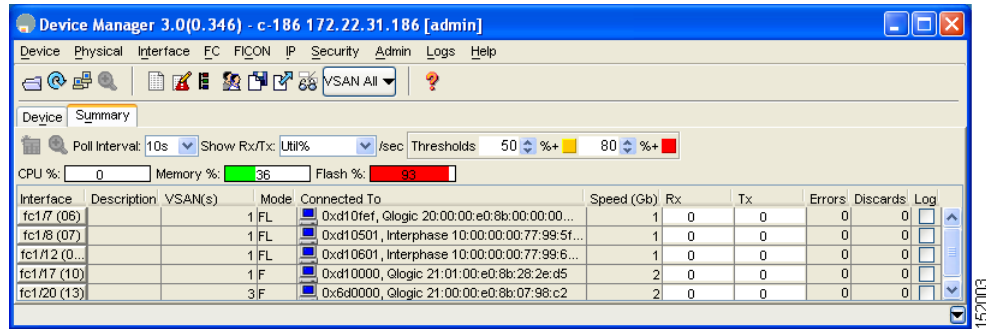 Device Manager 3.0(0.346) - c-186 172.22.31.186 [admin]
Device Physical Interface FC FICON IP Security Admin Logs Help
VSAN All
Device Summary
Poll Interval: 10s Show Rx/Tx: Util% /sec Thresholds 50 %+ 80 %+
CPU %: 0 Memory %: 36 Flash %: 93
Interface Description VSAN(s) Mode Connected To Speed (Gb) Rx Tx Errors Discards Log
fc1/7 (06) 1 FL 0xd10fef, Qlogic 20:00:00:e0:8b:00:00:00... 1 0 0 0 0
fc1/8 (07) 1 FL 0xd10501, Interphase 10:00:00:00:77:99:5f... 1 0 0 0 0
fc1/12 (0... 1 FL 0xd10601, Interphase 10:00:00:00:77:99:6... 1 0 0 0 0
fc1/17 (10) 1 F 0xd10000, Qlogic 21:01:00:e0:8b:28:2e:d5 2 0 0 0 0
fc1/20 (13) 3 F 0x6d0000, Qlogic 21:00:00:e0:8b:07:98:c2 2 0 0 0 0
152003